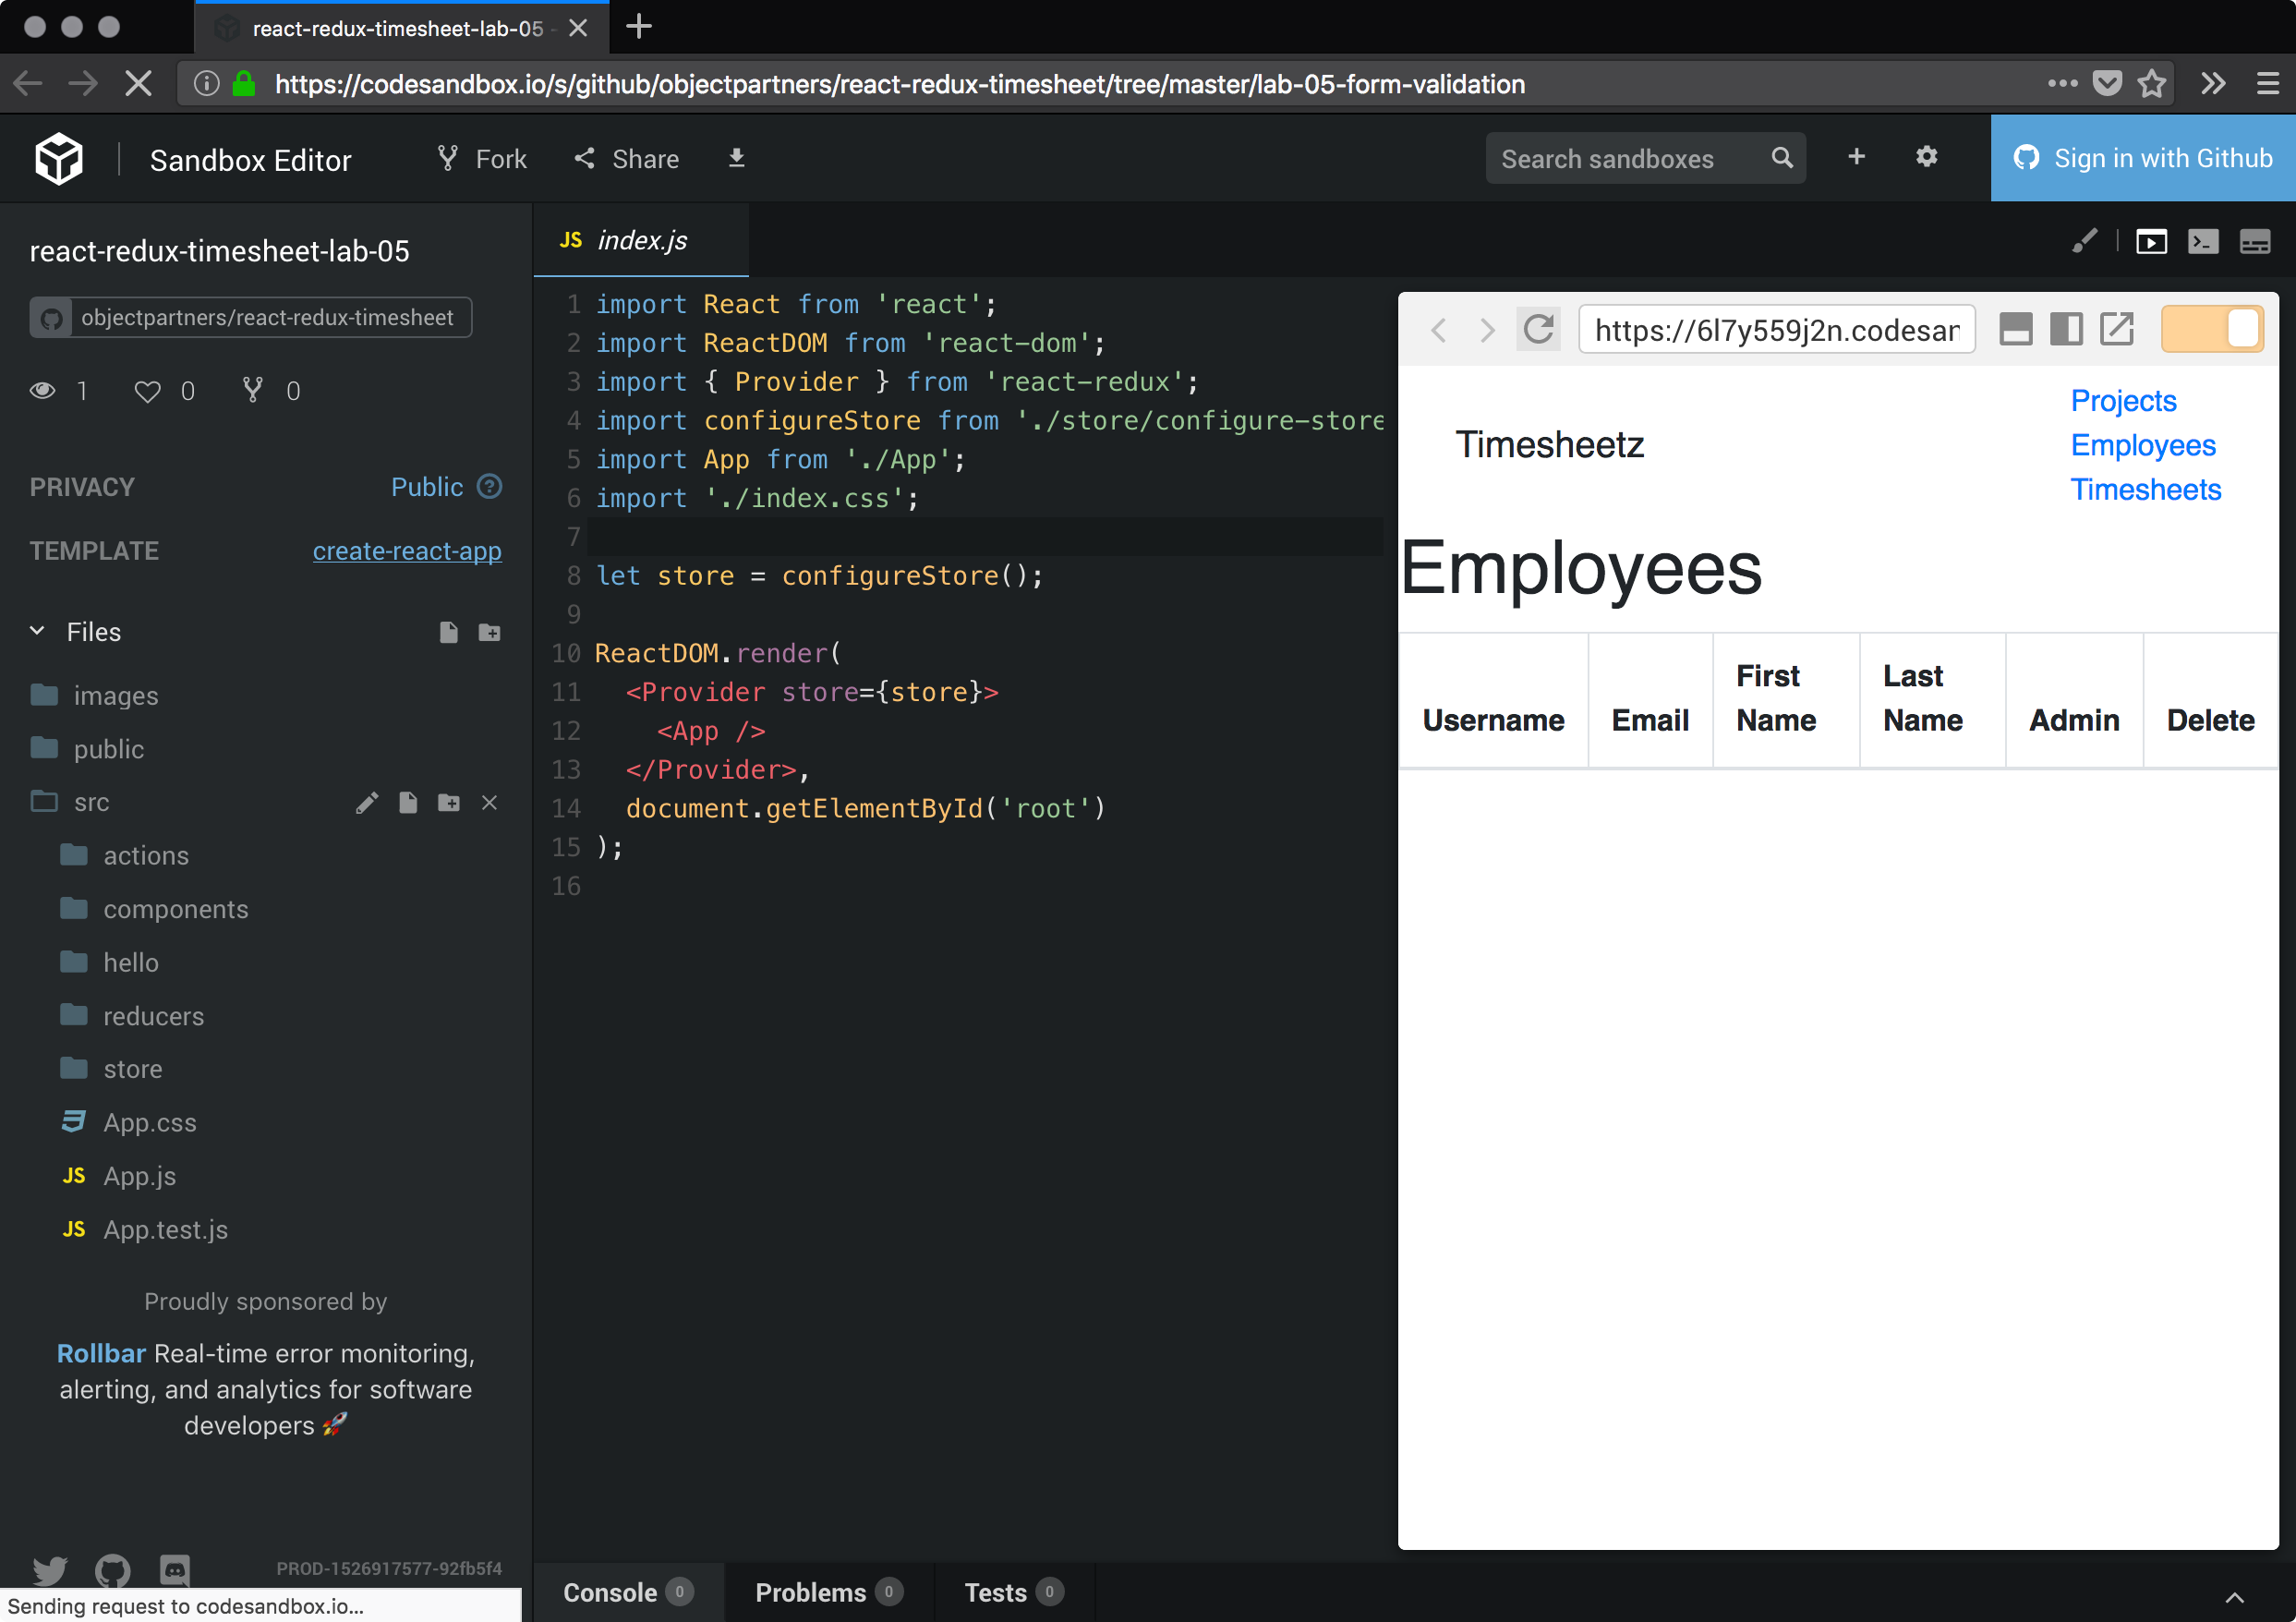 react-redux-timesheet-lab-05 -
https://codesandbox.io/s/github/objectpartners/react-redux-timesheet/tree/master/lab-05-form-validation
Sandbox Editor
Fork
Share
Search sandboxes
Sign in with Github
react-redux-timesheet-lab-05
objectpartners/react-redux-timesheet
1 0 0
PRIVACY Public ?
TEMPLATE create-react-app
Files
images
public
src
actions
components
hello
reducers
store
App.css
JS App.js
JS App.test.js
Proudly sponsored by
Rollbar Real-time error monitoring,
alerting, and analytics for software
developers 🚀
PROD-1526917577-92fb5f4
Sending request to codesandbox.io...
JS index.js
1 import React from 'react';
2 import ReactDOM from 'react-dom';
3 import { Provider } from 'react-redux';
4 import configureStore from './store/configure-store
5 import App from './App';
6 import './index.css';
7
8 let store = configureStore();
9
10 ReactDOM.render(
11   <Provider store={store}>
12     <App />
13   </Provider>,
14   document.getElementById('root')
15 );
16
https://6l7y559j2n.codesan
Timesheetz
Projects
Employees
Timesheets
Employees
Username Email First Name Last Name Admin Delete
Console 0 Problems 0 Tests 0